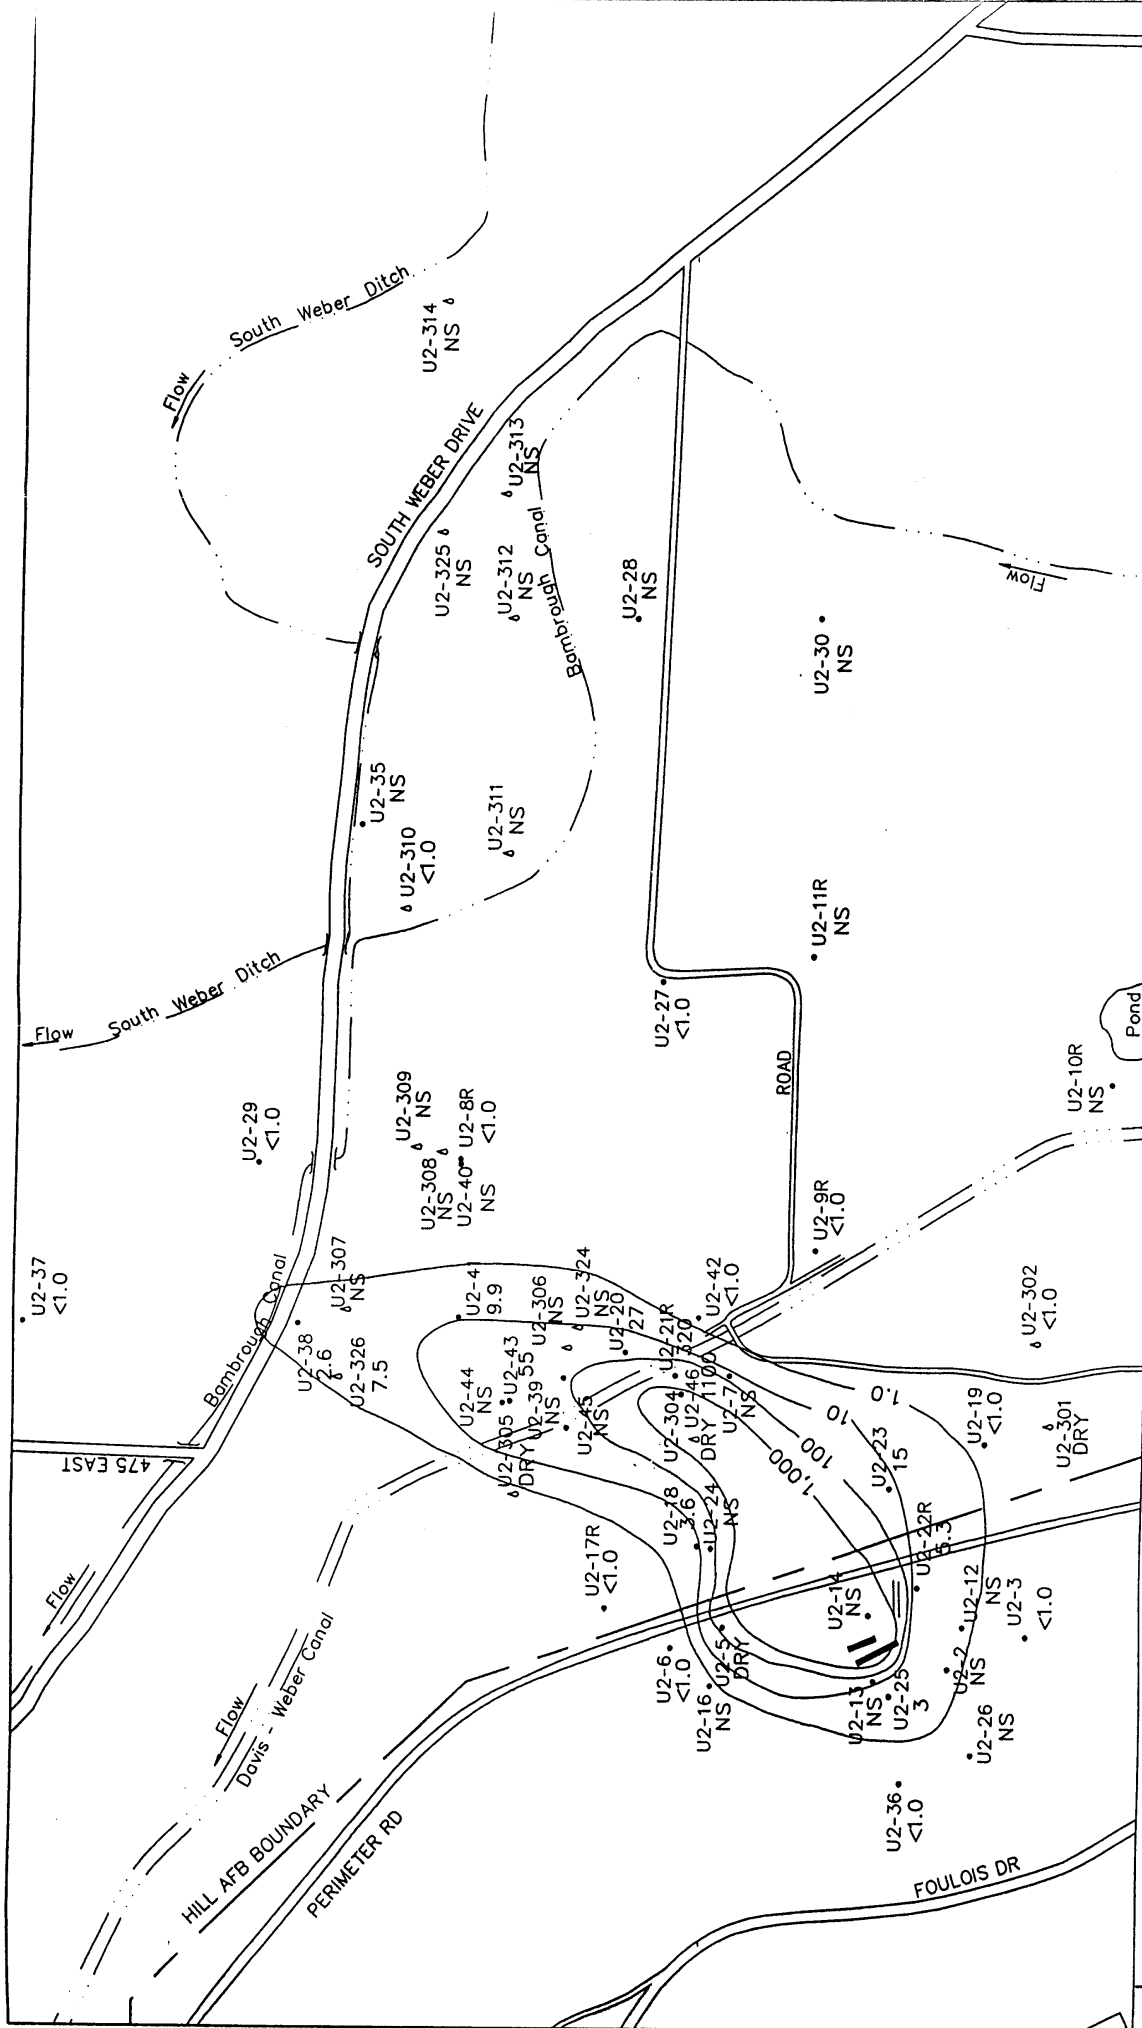 South Weber Ditch
Flow
U2-314
NS
SOUTH WEBER DRIVE
U2-313
NS
U2-325
NS
U2-312
NS
Bambrough Canal
U2-28
NS
Flow
U2-30
NS
U2-35
NS
U2-311
NS
U2-310
<1.0
U2-11R
NS
South Weber Ditch
Flow
U2-27
<1.0
Pond
U2-10R
NS
ROAD
U2-29
<1.0
U2-309
NS
U2-308
NS
U2-8R
<1.0
U2-40
NS
U2-9R
<1.0
U2-37
<1.0
Bambrough Canal
U2-307
NS
U2-41
9.9
U2-306
NS
U2-324
NS
U2-20
27
U2-42
<1.0
U2-21R
320
U2-302
<1.0
U2-38
2.6
U2-326
7.5
U2-43
55
U2-44
NS
U2-39
NS
U2-45
NS
U2-46
1100
U2-7
NS
U2-304
DRY
U2-305
DRY
1.0
10
100
1,000
U2-19
<1.0
U2-301
DRY
U2-23
15
475 EAST
U2-18
3.6
U2-24
NS
U2-22R
5.3
U2-17R
<1.0
U2-14
NS
U2-12
NS
U2-3
<1.0
Flow
U2-6
<1.0
U2-5
DRY
U2-16
NS
U2-2
NS
U2-13
NS
U2-25
3
U2-26
NS
Davis - Weber Canal
Flow
U2-36
<1.0
HILL AFB BOUNDARY
PERIMETER RD
FOULOIS DR